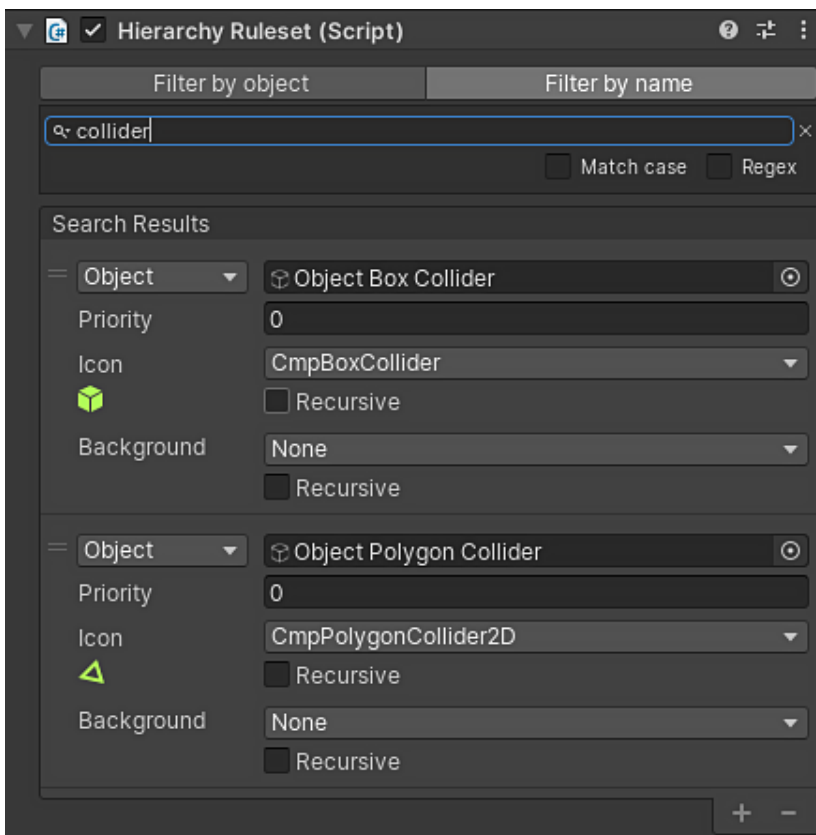 Hierarchy Ruleset (Script)
Filter by object
Filter by name
collider
Match case
Regex
Search Results
Object
Object Box Collider
Priority
0
Icon
CmpBoxCollider
Recursive
Background
None
Recursive
Object
Object Polygon Collider
Priority
0
Icon
CmpPolygonCollider2D
Recursive
Background
None
Recursive